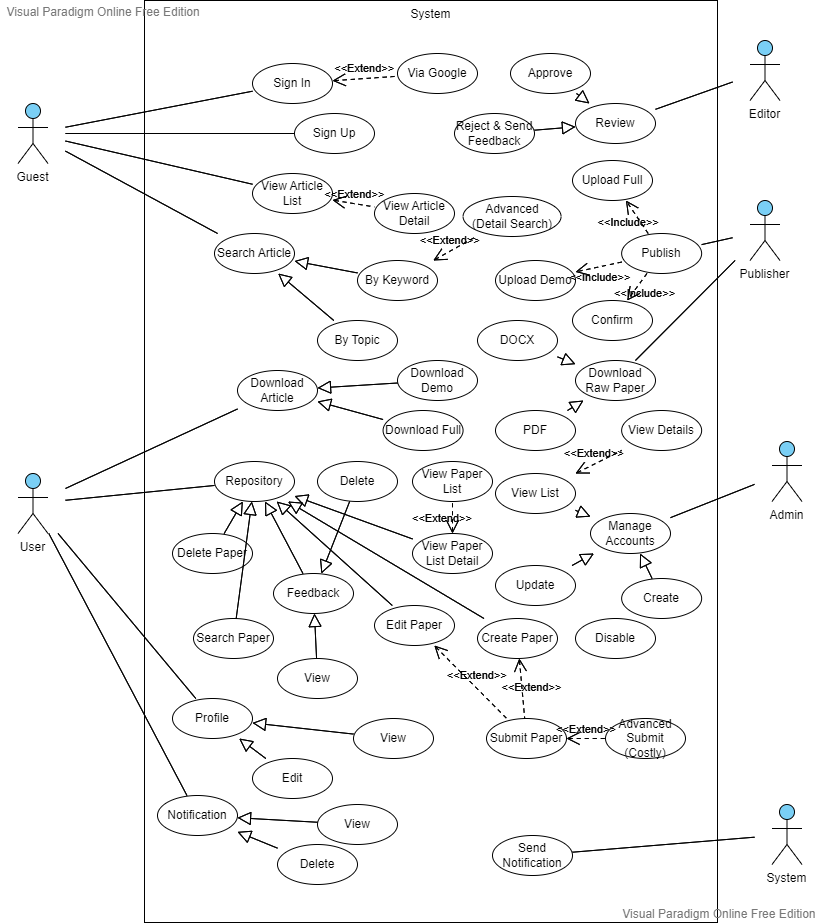 Visual Paradigm Online Free Edition
System
Sign In
<<Extend>>
Via Google
Approve
Editor
Guest
Sign Up
Reject & Send
Feedback
Review
View Article
List
<<Extend>>
View Article
Detail
Advanced
(Detail Search)
Upload Full
<<Include>>
Search Article
<<Extend>>
By Keyword
Publish
Publisher
Upload Demo
<<Include>>
<<Include>>
Confirm
By Topic
DOCX
Download
Article
Download
Demo
Download
Raw Paper
Download Full
PDF
View Details
<<Extend>>
User
Repository
Delete
View Paper
List
View List
<<Extend>>
Admin
Manage
Accounts
Delete Paper
View Paper
List Detail
Feedback
Update
Create
Search Paper
Edit Paper
Create Paper
Disable
View
<<Extend>>
<<Extend>>
Profile
View
Submit Paper
<<Extend>>
Advanced
Submit
(Costly)
Edit
Notification
View
Delete
Send
Notification
System
Visual Paradigm Online Free Edition